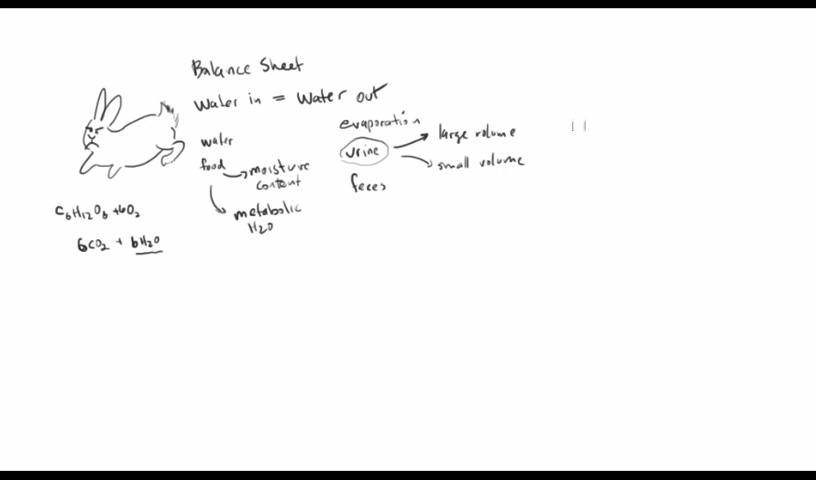 Balance Sheet
Water in = Water out
water
food
moisture
content
metabolic
H2O
evaporation
urine
feces
large volume
small volume
C6H12O6 + 6O2
6CO2 + 6H2O